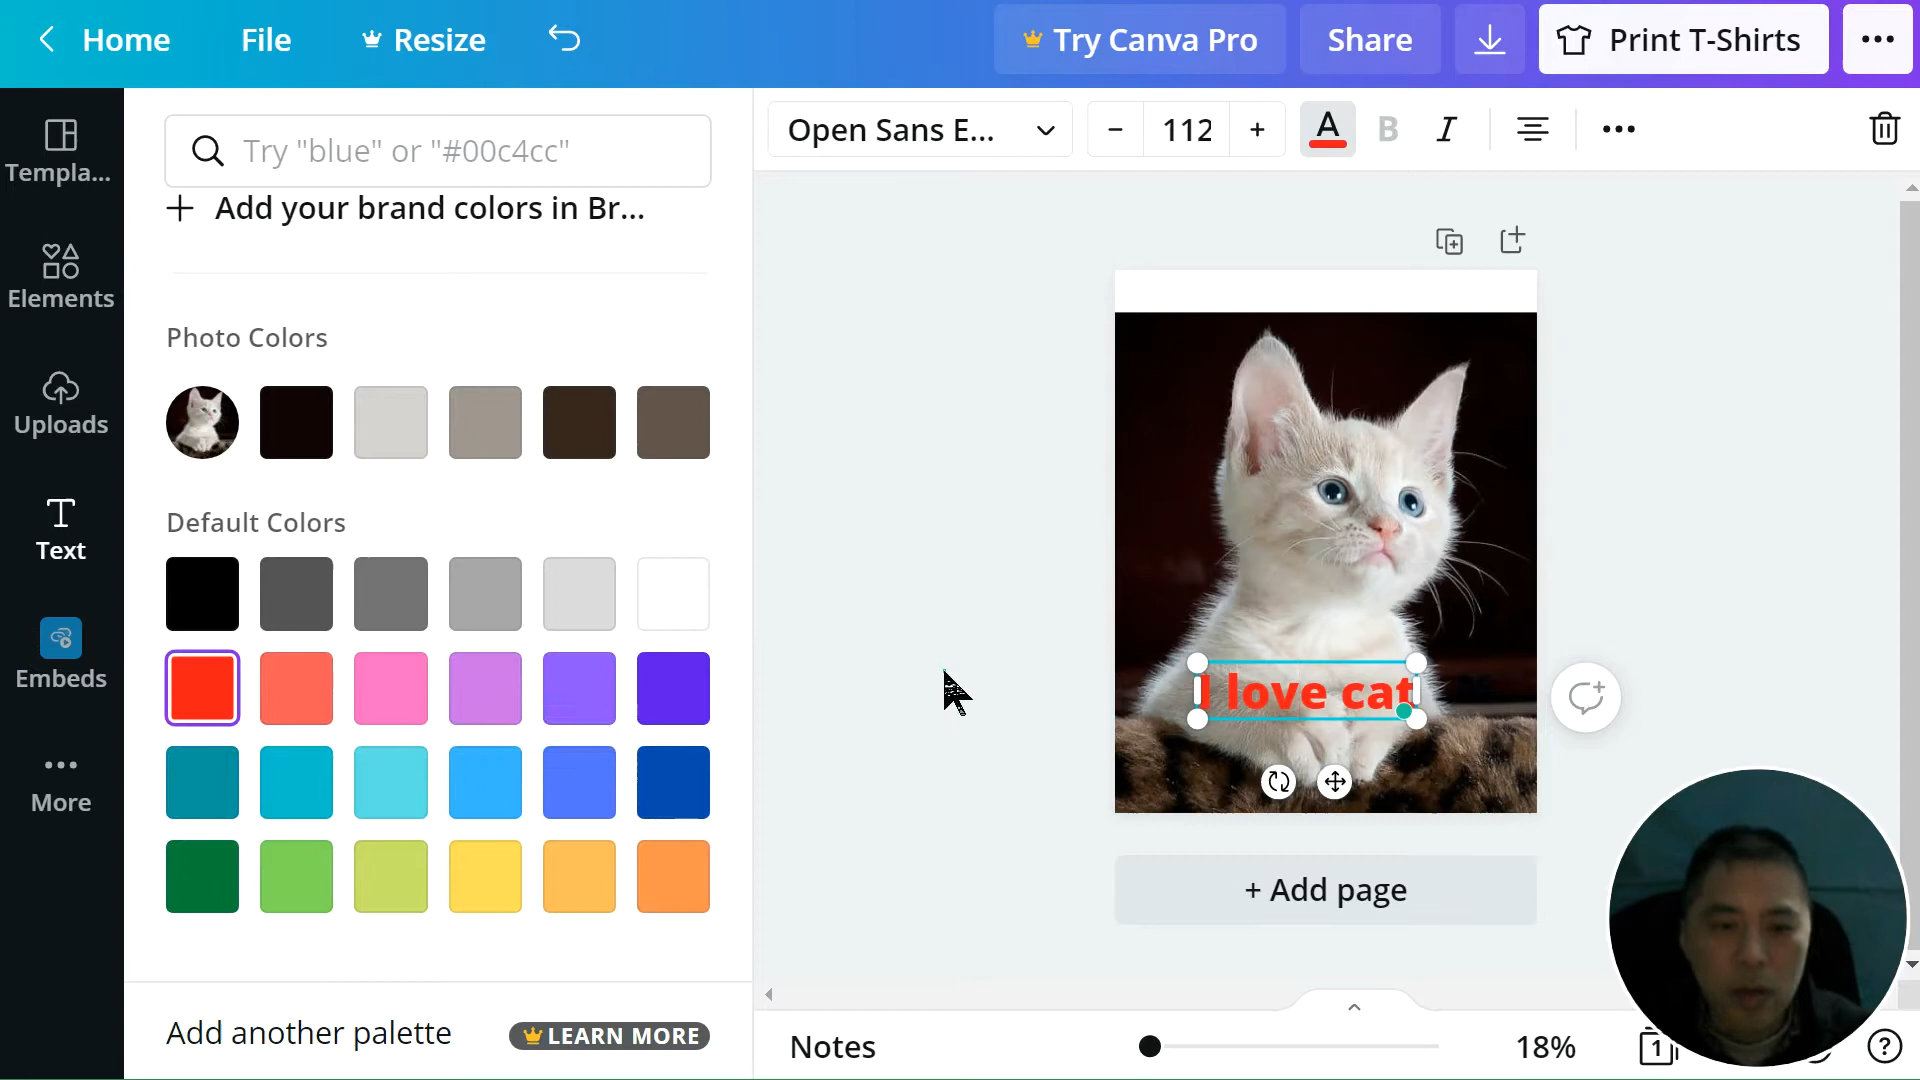 Home
File
Resize
Try Canva Pro
Share
Print T-Shirts
Templa...
Elements
Uploads
Text
Embeds
More
Try "blue" or "#00c4cc"
+ Add your brand colors in Br...
Photo Colors
Default Colors
Add another palette
LEARN MORE
Open Sans E...
− 112 +
A B I
I love cat
+ Add page
Notes
18%
1
?